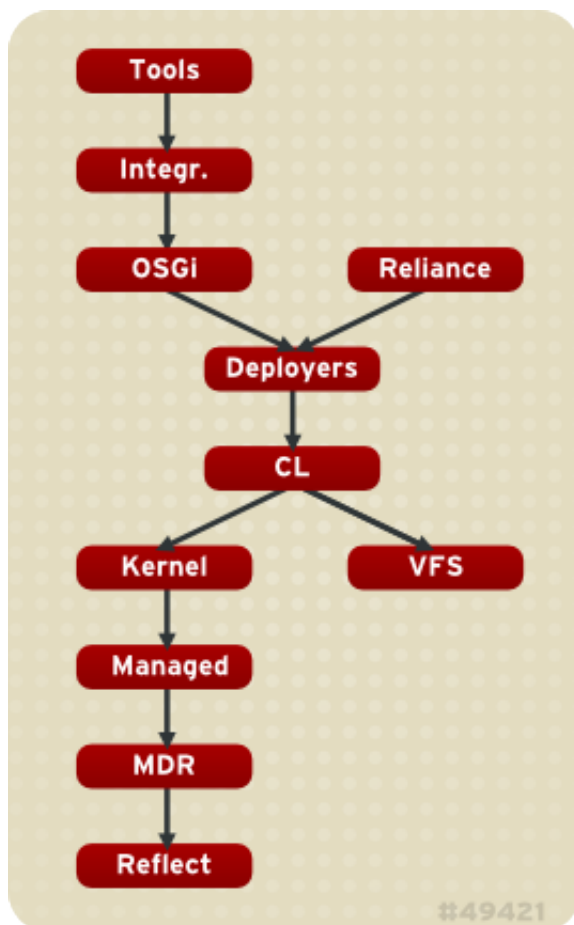 Tools
Integr.
OSGi
Reliance
Deployers
CL
Kernel
VFS
Managed
MDR
Reflect
#49421